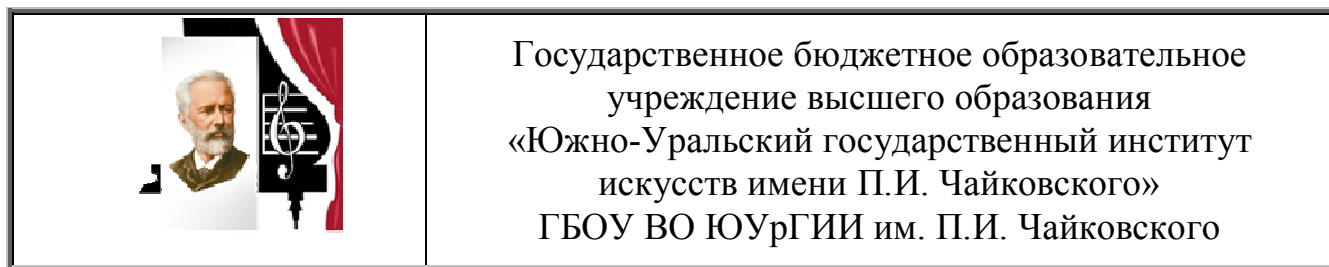 Государственное бюджетное образовательное
учреждение высшего образования
«Южно-Уральский государственный институт
искусств имени П.И. Чайковского»
ГБОУ ВО ЮУрГИИ им. П.И. Чайковского